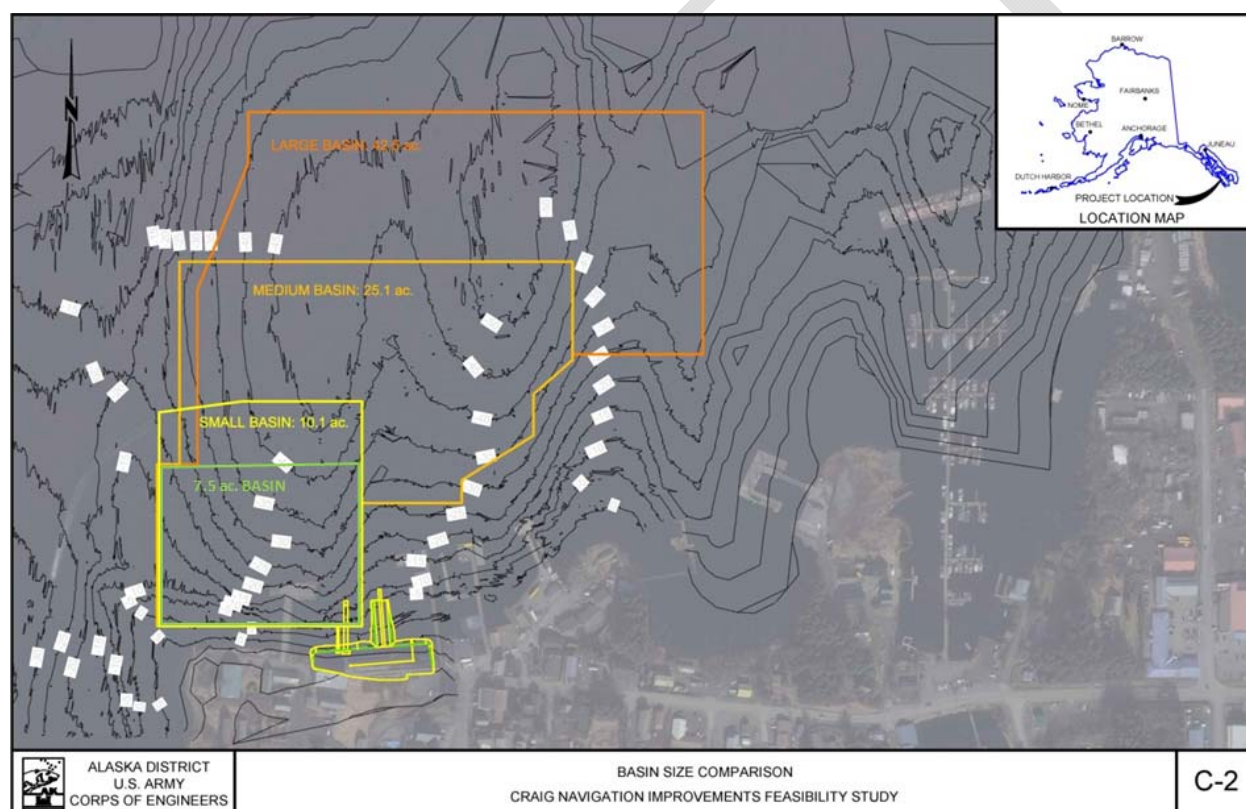 N
BARROW
FAIRBANKS
NOME
BETHEL
ANCHORAGE
JUNEAU
DUTCH HARBOR
PROJECT LOCATION
LOCATION MAP
LARGE BASIN: 42.5 ac.
MEDIUM BASIN: 25.1 ac.
SMALL BASIN: 10.1 ac.
7.5 ac. BASIN
ALASKA DISTRICT
U.S. ARMY
CORPS OF ENGINEERS
BASIN SIZE COMPARISON
CRAIG NAVIGATION IMPROVEMENTS FEASIBILITY STUDY
C-2